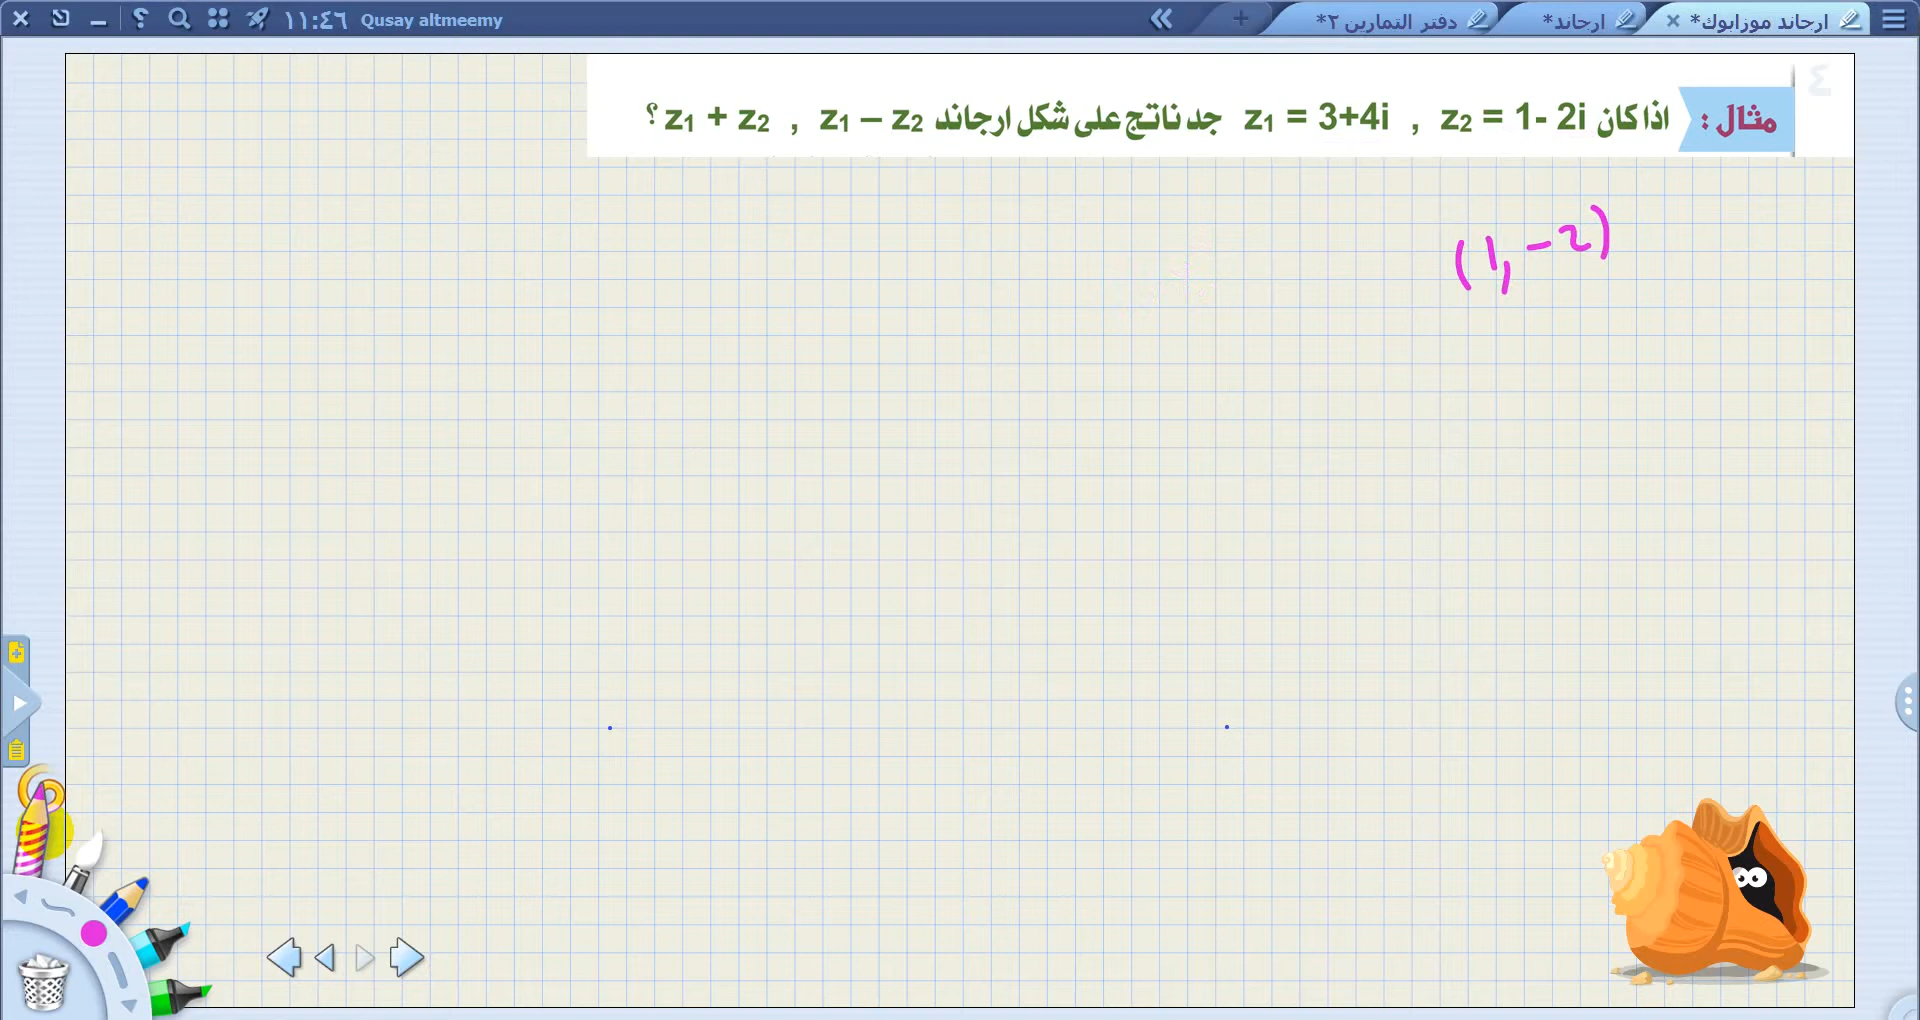 ١١:٤٦ Qusay altmeemy
ارجاند موزابوك*
ارجاند*
دفتر التمارين ٢*
٤
مثال : اذا كان z₁ = 3+4i , z₂ = 1- 2i جد ناتج على شكل ارجاند z₁ + z₂ , z₁ – z₂ ؟
(1, -2)